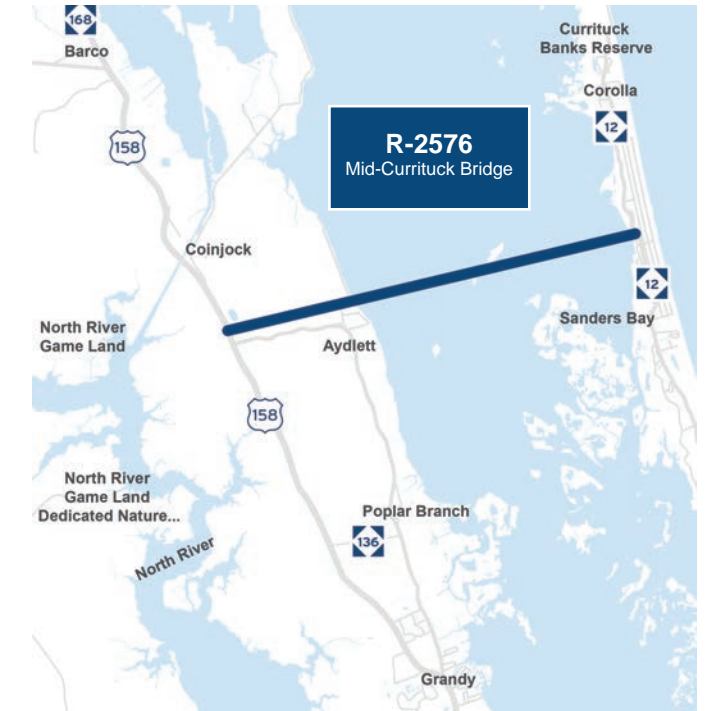 168
Barco
Currituck
Banks Reserve
Corolla
12
158
R-2576
Mid-Currituck Bridge
Coinjock
12
Sanders Bay
North River
Game Land
Aydlett
158
North River
Game Land
Dedicated Nature...
Poplar Branch
136
North River
Grandy